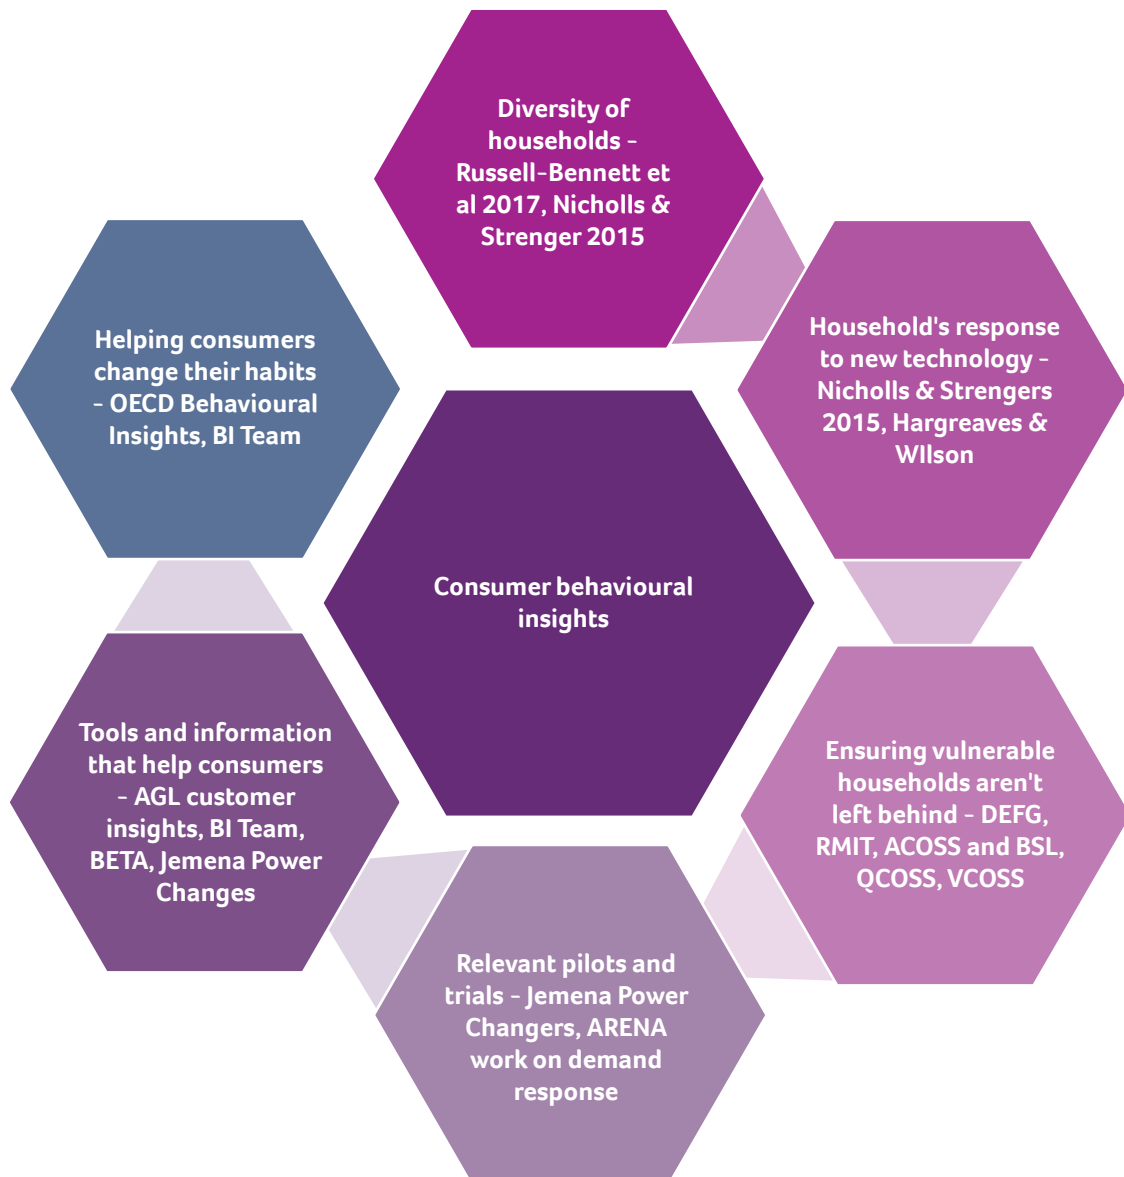 Diversity of
households -
Russell-Bennett et
al 2017, Nicholls &
Strenger 2015
Household's response
to new technology -
Nicholls & Strengers
2015, Hargreaves &
WIlson
Ensuring vulnerable
households aren't
left behind - DEFG,
RMIT, ACOSS and BSL,
QCOSS, VCOSS
Relevant pilots and
trials - Jemena Power
Changers, ARENA
work on demand
response
Tools and information
that help consumers
- AGL customer
insights, BI Team,
BETA, Jemena Power
Changes
Helping consumers
change their habits
- OECD Behavioural
Insights, BI Team
Consumer behavioural
insights